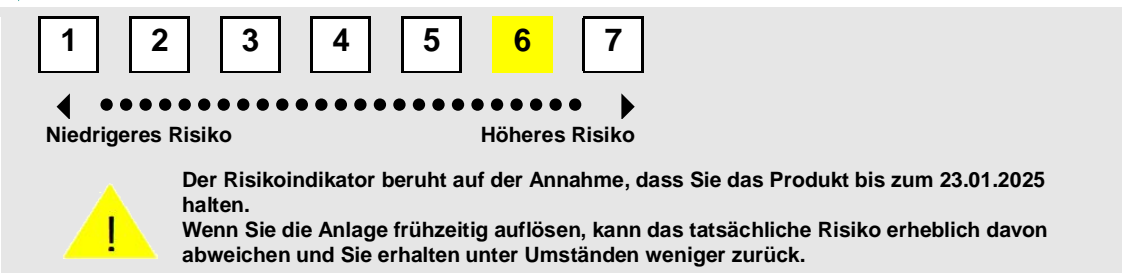 1 2 3 4 5 6 7
Niedrigeres Risiko Höheres Risiko
Der Risikoindikator beruht auf der Annahme, dass Sie das Produkt bis zum 23.01.2025
halten.
Wenn Sie die Anlage frühzeitig auflösen, kann das tatsächliche Risiko erheblich davon
abweichen und Sie erhalten unter Umständen weniger zurück.
!